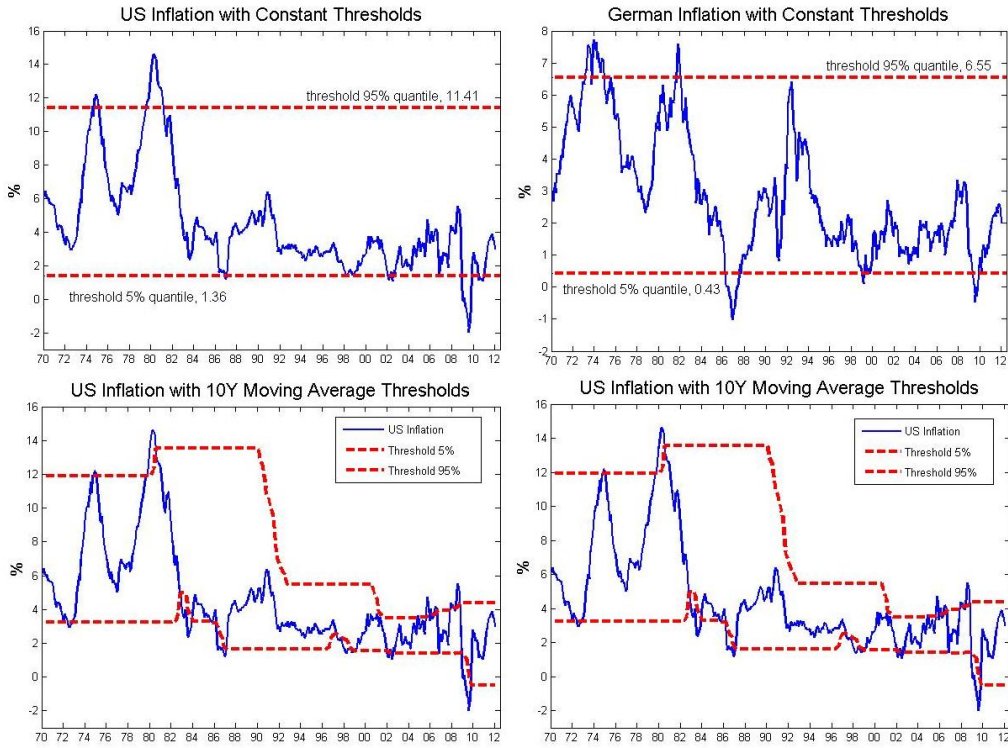 US Inflation with Constant Thresholds
16
14
12
10
8
6
4
2
0
-2
%
threshold 95% quantile, 11.41
threshold 5% quantile, 1.36
70 72 74 76 78 80 82 84 86 88 90 92 94 96 98 00 02 04 06 08 10 12
German Inflation with Constant Thresholds
8
7
6
5
4
3
2
1
0
-1
-2
%
threshold 95% quantile, 6.55
threshold 5% quantile, 0.43
70 72 74 76 78 80 82 84 86 88 90 92 94 96 98 00 02 04 06 08 10 12
US Inflation with 10Y Moving Average Thresholds
16
14
12
10
8
6
4
2
0
-2
%
US Inflation
Threshold 5%
Threshold 95%
70 72 74 76 78 80 82 84 86 88 90 92 94 96 98 00 02 04 06 08 10 12
US Inflation with 10Y Moving Average Thresholds
16
14
12
10
8
6
4
2
0
-2
%
US Inflation
Threshold 5%
Threshold 95%
70 72 74 76 78 80 82 84 86 88 90 92 94 96 98 00 02 04 06 08 10 12